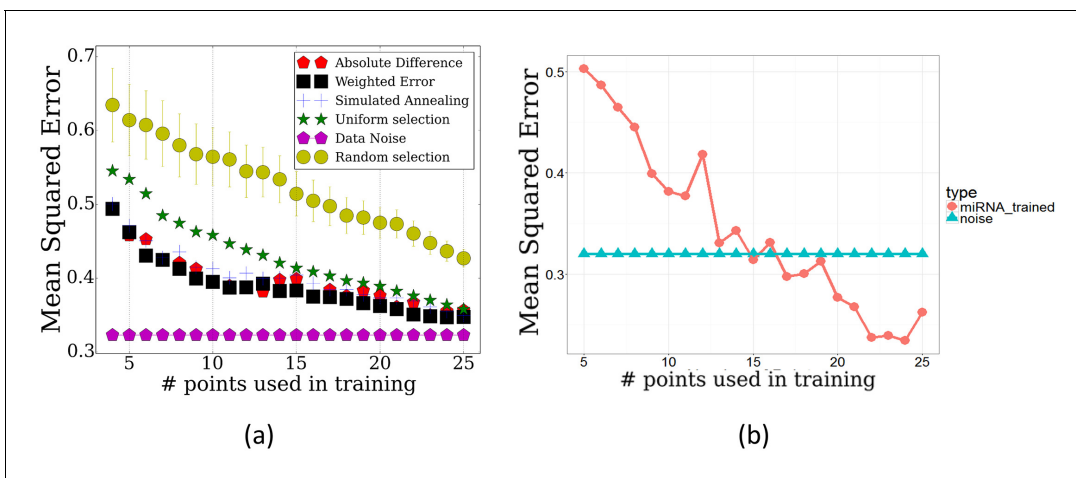 0.7
0.6
0.5
0.4
0.3
Mean Squared Error
Absolute Difference
Weighted Error
Simulated Annealing
Uniform selection
Data Noise
Random selection
5 10 15 20 25
# points used in training
(a)
0.5
0.4
0.3
Mean Squared Error
5 10 15 20 25
# points used in training
type
miRNA_trained
noise
(b)